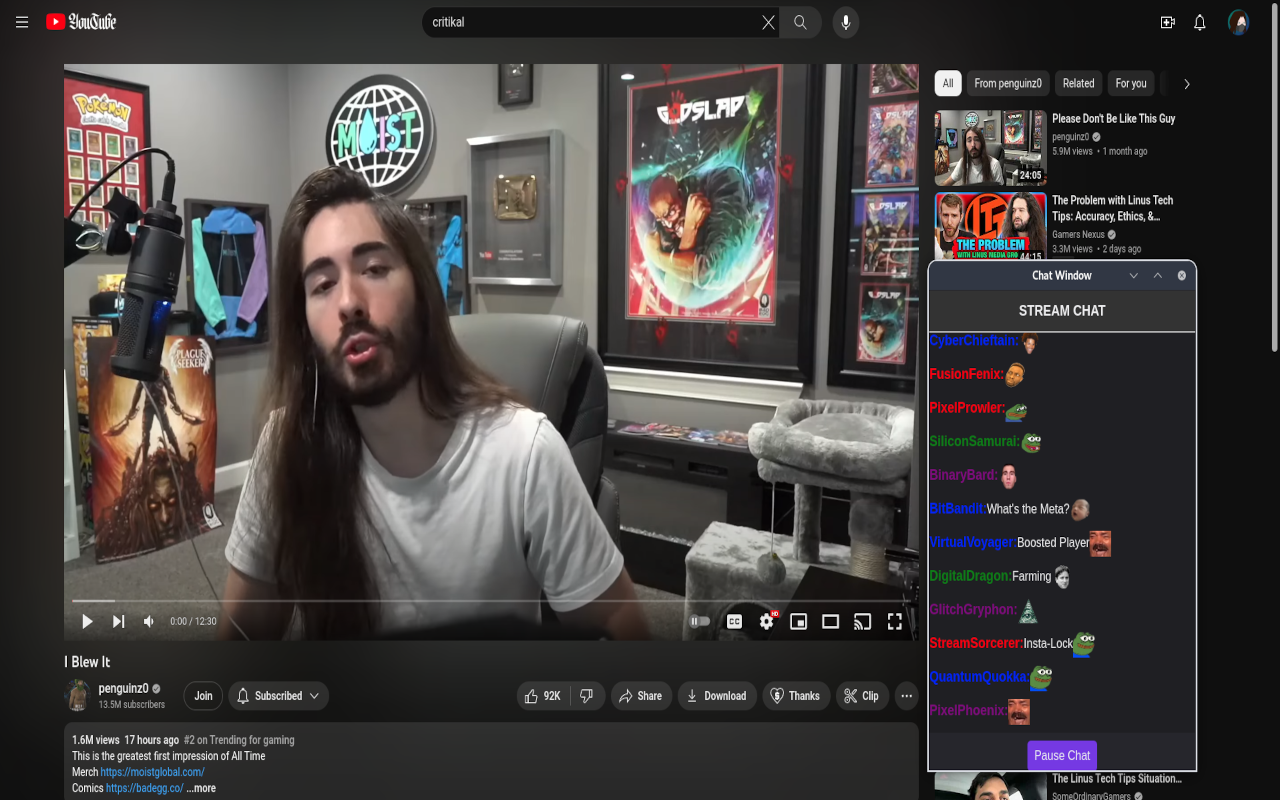 YouTube
critikal
POKÉMON
MOIST
GODSLAP
GODSLAP
PLAGUE
SEEKER
0:00 / 12:30
CC
HD
I Blew It
penguinz0
13.5M subscribers
Join
Subscribed
92K
Share
Download
Thanks
Clip
1.6M views 17 hours ago #2 on Trending for gaming
This is the greatest first impression of All Time
Merch https://moistglobal.com/
Comics https://badegg.co/ ...more
All
From penguinz0
Related
For you
Please Don't Be Like This Guy
penguinz0
5.9M views • 1 month ago
24:05
The Problem with Linus Tech
Tips: Accuracy, Ethics, &...
Gamers Nexus
3.3M views • 2 days ago
THE PROBLEM
WITH LINUS MEDIA GRO
44:15
Chat Window
STREAM CHAT
CyberChieftain:
FusionFenix:
PixelProwler:
SiliconSamurai:
BinaryBard:
BitBandit:What's the Meta?
VirtualVoyager:Boosted Player
DigitalDragon:Farming
GlitchGryphon:
StreamSorcerer:Insta-Lock
QuantumQuokka:
PixelPhoenix:
Pause Chat
The Linus Tech Tips Situation...
SomeOrdinaryGamers